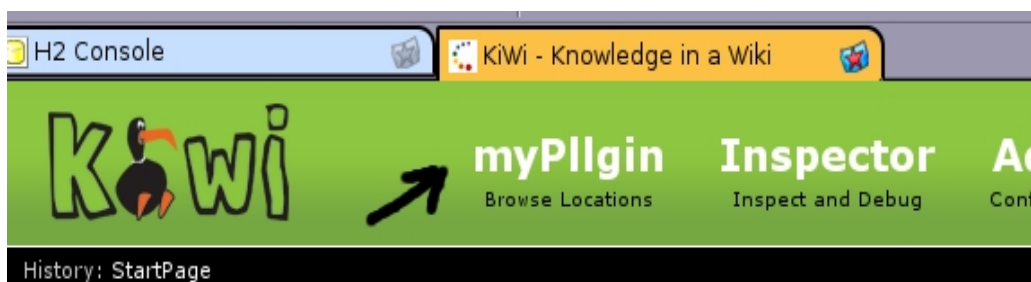 H2 Console
KiWi - Knowledge in a Wiki
Kiwi
myPllgin
Inspector
Browse Locations
Inspect and Debug
History: StartPage